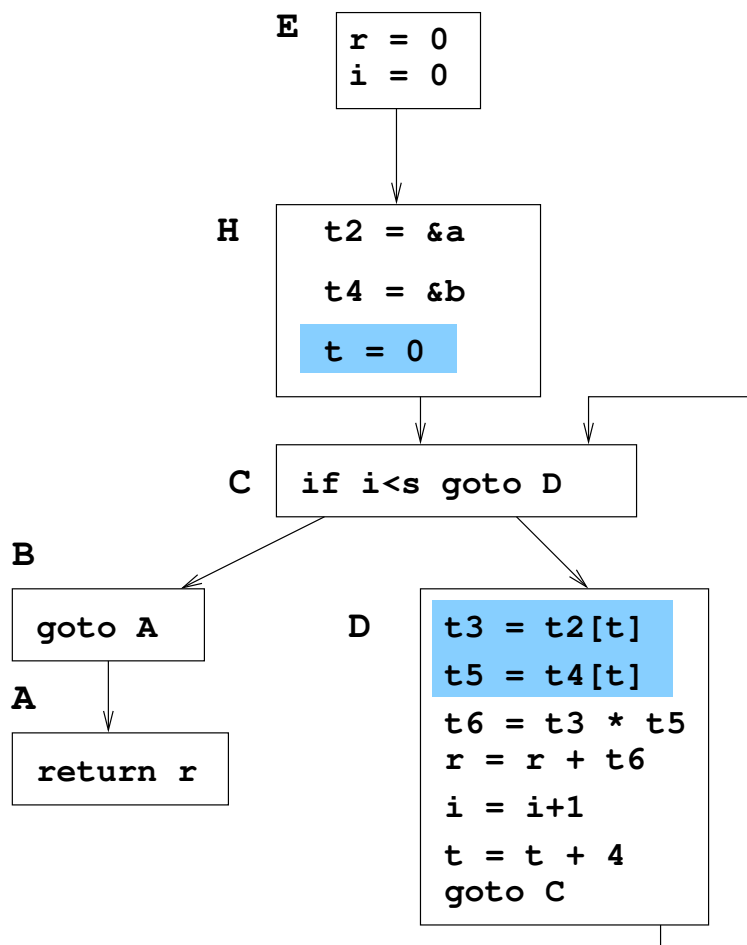 E
r = 0
i = 0
H
t2 = &a
t4 = &b
t = 0
C
if i<s goto D
B
goto A
A
return r
D
t3 = t2[t]
t5 = t4[t]
t6 = t3 * t5
r = r + t6
i = i+1
t = t + 4
goto C